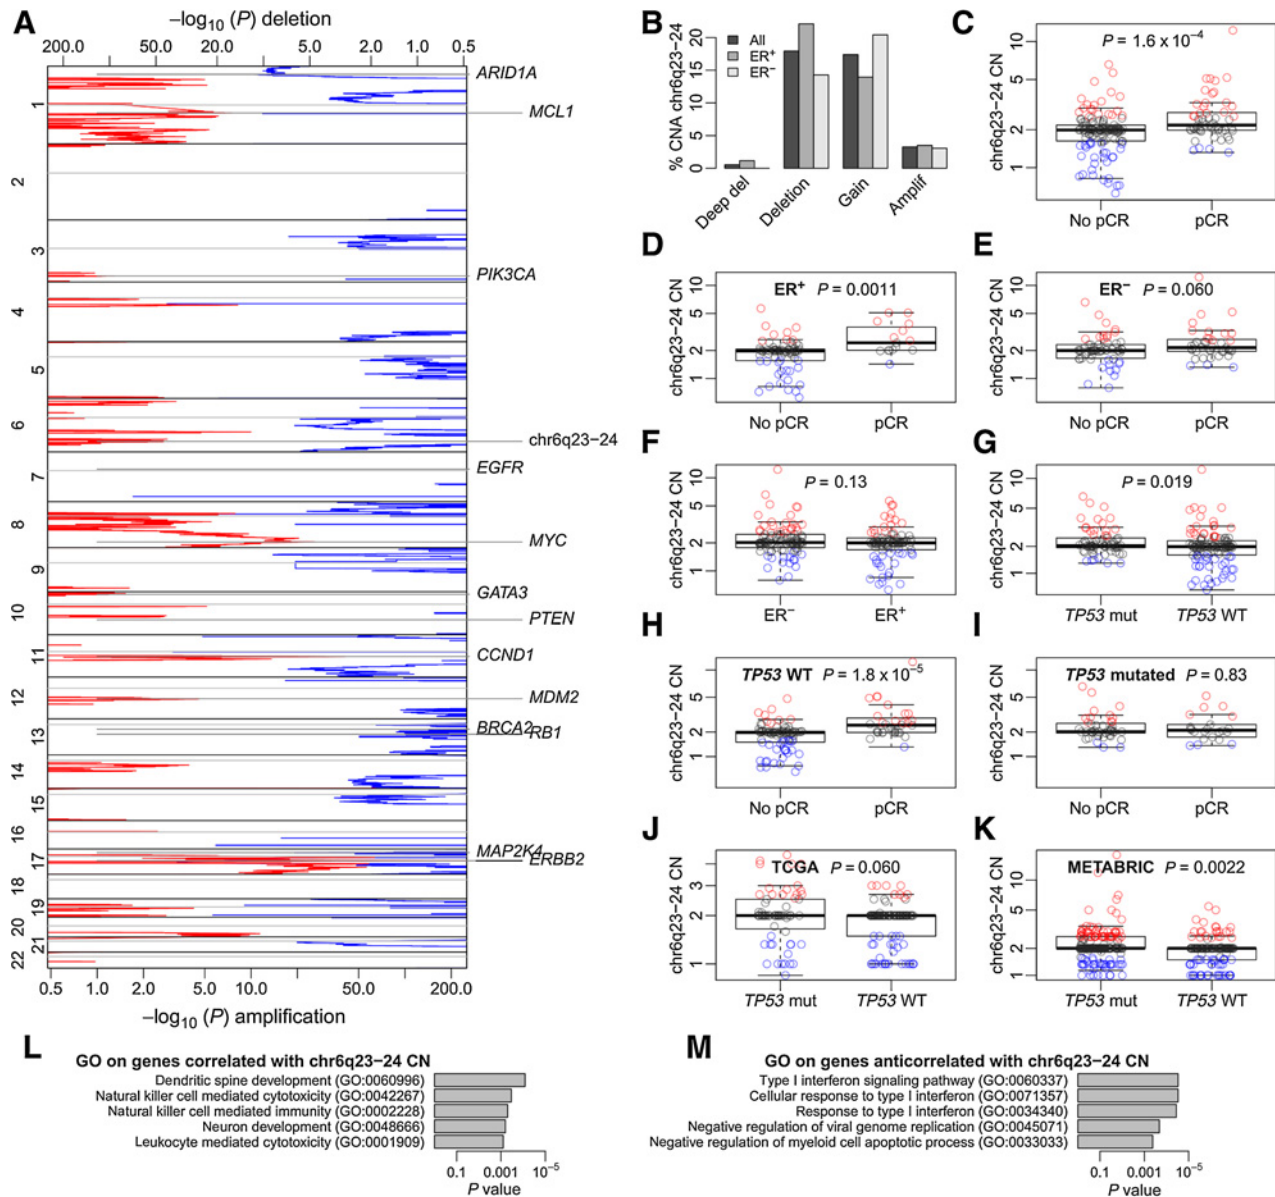 A
−log10 (P) deletion
200.0 50.0 20.0 5.0 2.0 1.0 0.5
1
2
3
4
5
6
7
8
9
10
11
12
13
14
15
16
17
18
19
20
21
22
ARID1A
MCL1
PIK3CA
chr6q23−24
EGFR
MYC
GATA3
PTEN
CCND1
MDM2
BRCA2
RB1
MAP2K4
ERBB2
0.5 1.0 2.0 5.0 10.0 50.0 200.0
−log10 (P) amplification
B
% CNA chr6q23−24
20
15
10
5
0
All
ER+
ER−
Deep del
Deletion
Gain
Amplif
C
P = 1.6 x 10−4
chr6q23−24 CN
10
5
2
1
No pCR pCR
D
ER+ P = 0.0011
chr6q23−24 CN
10
5
2
1
No pCR pCR
E
ER− P = 0.060
chr6q23−24 CN
10
5
2
1
No pCR pCR
F
P = 0.13
chr6q23−24 CN
10
5
2
1
ER− ER+
G
P = 0.019
chr6q23−24 CN
10
5
2
1
TP53 mut TP53 WT
H
TP53 WT P = 1.8 x 10−5
chr6q23−24 CN
5
2
1
No pCR pCR
I
TP53 mutated P = 0.83
chr6q23−24 CN
5
2
1
No pCR pCR
J
TCGA P = 0.060
chr6q23−24 CN
3
2
1
TP53 mut TP53 WT
K
METABRIC P = 0.0022
chr6q23−24 CN
10
5
2
1
TP53 mut TP53 WT
L
GO on genes correlated with chr6q23−24 CN
Dendritic spine development (GO:0060996)
Natural killer cell mediated cytotoxicity (GO:0042267)
Natural killer cell mediated immunity (GO:0002228)
Neuron development (GO:0048666)
Leukocyte mediated cytotoxicity (GO:0001909)
0.1 0.001 10−5
P value
M
GO on genes anticorrelated with chr6q23−24 CN
Type I interferon signaling pathway (GO:0060337)
Cellular response to type I interferon (GO:0071357)
Response to type I interferon (GO:0034340)
Negative regulation of viral genome replication (GO:0045071)
Negative regulation of myeloid cell apoptotic process (GO:0033033)
0.1 0.001 10−5
P value